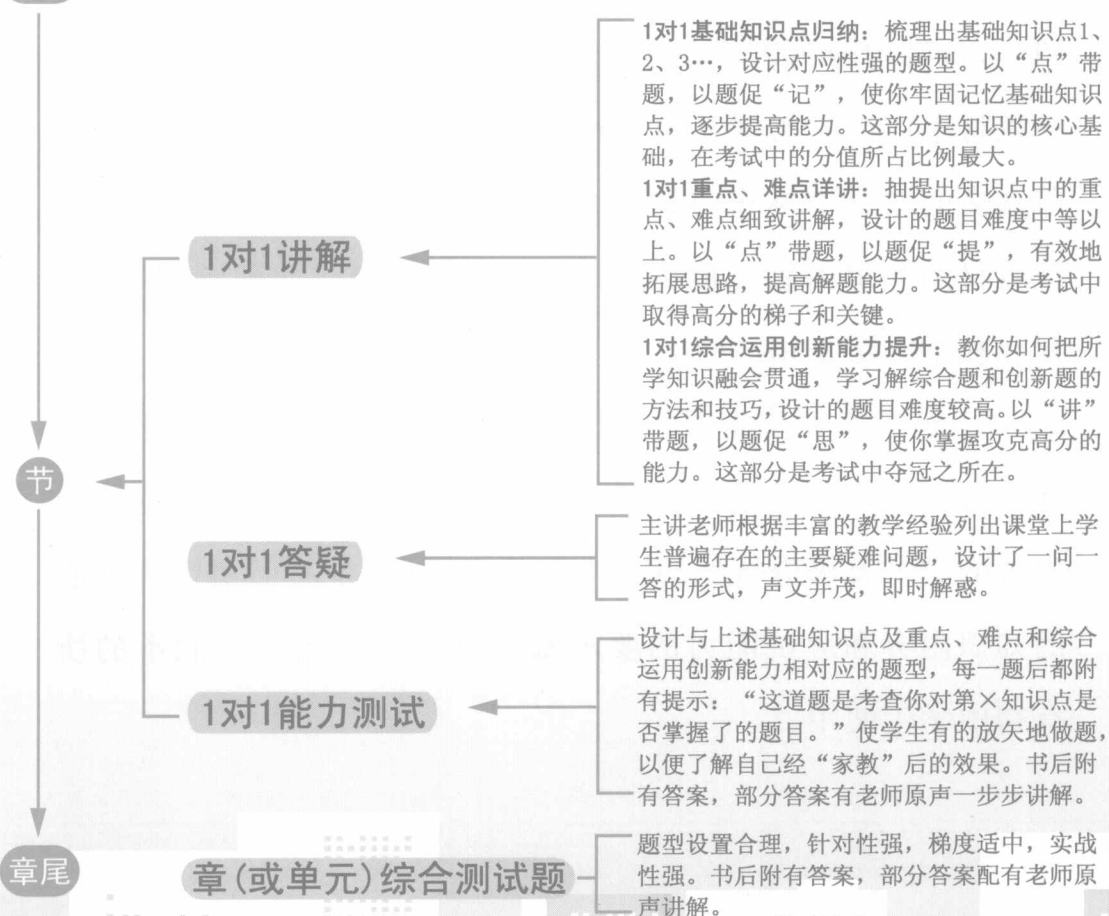 1对1基础知识点归纳：梳理出基础知识点1、
2、3…，设计对应性强的题型。以“点”带
题，以题促“记”，使你牢固记忆基础知识
点，逐步提高能力。这部分是知识的核心基
础，在考试中的分值所占比例最大。
1对1重点、难点详讲：抽提出知识点中的重
点、难点细致讲解，设计的题目难度中等以
上。以“点”带题，以题促“提”，有效地
拓展思路，提高解题能力。这部分是考试中
取得高分的梯子和关键。
1对1综合运用创新能力提升：教你如何把所
学知识融会贯通，学习解综合题和创新题的
方法和技巧，设计的题目难度较高。以“讲”
带题，以题促“思”，使你掌握攻克高分的
能力。这部分是考试中夺冠之所在。
1对1讲解
节
1对1答疑
主讲老师根据丰富的教学经验列出课堂上学
生普遍存在的主要疑难问题，设计了一问一
答的形式，声文并茂，即时解惑。
1对1能力测试
设计与上述基础知识点及重点、难点和综合
运用创新能力相对应的题型，每一题后都附
有提示：“这道题是考查你对第×知识点是
否掌握了的题目。”使学生有的放矢地做题，
以便了解自己经“家教”后的效果。书后附
有答案，部分答案有老师原声一步步讲解。
章尾
章(或单元)综合测试题
题型设置合理，针对性强，梯度适中，实战
性强。书后附有答案，部分答案配有老师原
声讲解。